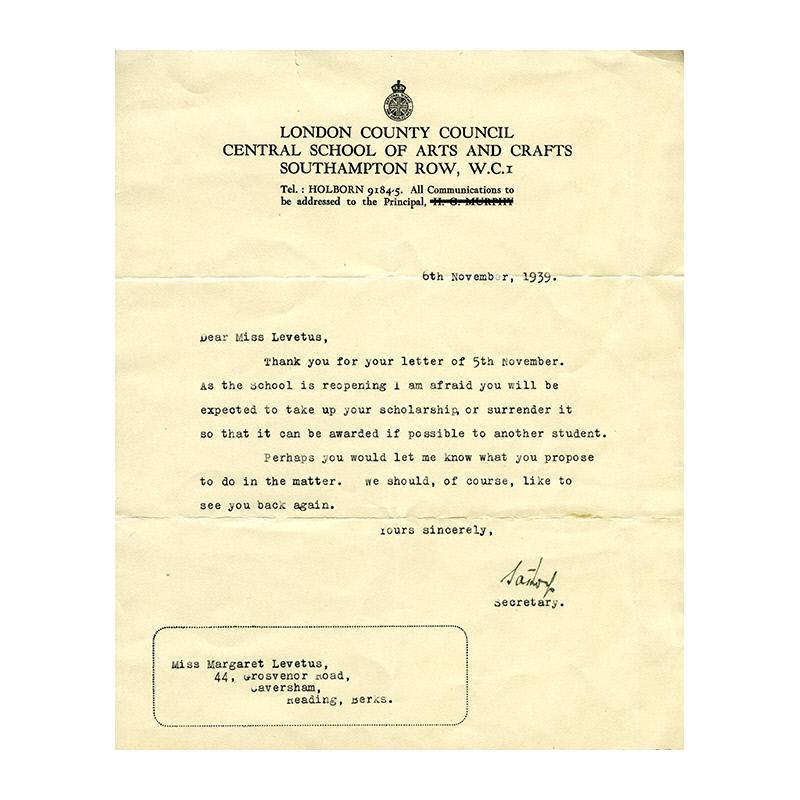 LONDON COUNTY COUNCIL
CENTRAL SCHOOL OF ARTS AND CRAFTS
SOUTHAMPTON ROW, W.C.1
Tel. : HOLBORN 9184-5. All Communications to
be addressed to the Principal, H. G. MURPHY
6th November, 1939.
Dear Miss Levetus,
Thank you for your letter of 5th November.
As the School is reopening I am afraid you will be
expected to take up your scholarship, or surrender it
so that it can be awarded if possible to another student.
Perhaps you would let me know what you propose
to do in the matter. We should, of course, like to
see you back again.
Yours sincerely,
Secretary.
Miss Margaret Levetus,
44, Grosvenor Road,
Caversham,
Reading, Berks.